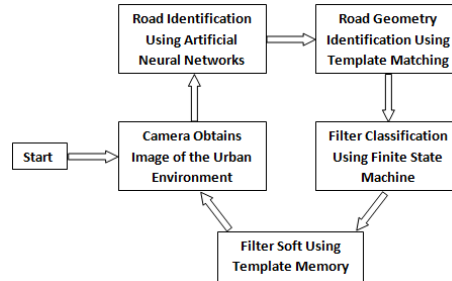 Road Identification
Using Artificial
Neural Networks
Road Geometry
Identification Using
Template Matching
Start
Camera Obtains
Image of the Urban
Environment
Filter Classification
Using Finite State
Machine
Filter Soft Using
Template Memory